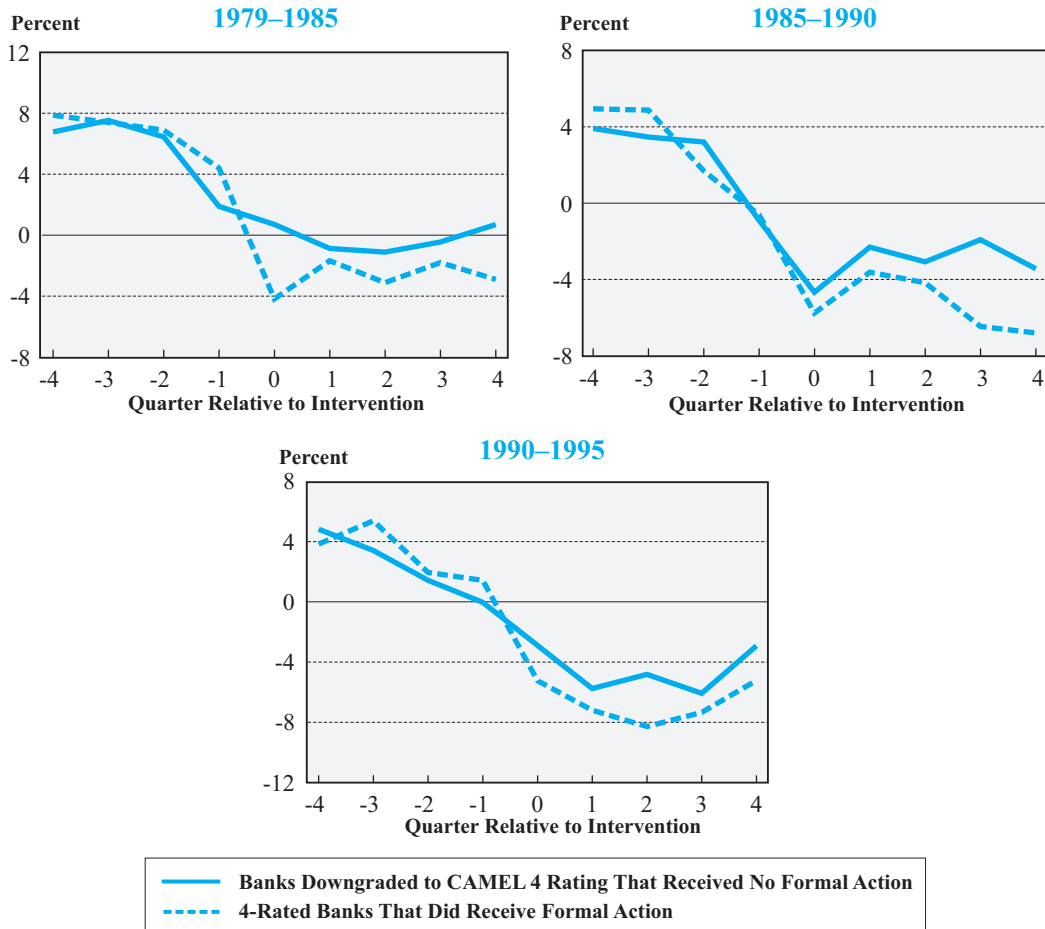 1979–1985
Percent
12
8
4
0
-4
-8
-4 -3 -2 -1 0 1 2 3 4
Quarter Relative to Intervention
1985–1990
Percent
8
4
0
-4
-8
-4 -3 -2 -1 0 1 2 3 4
Quarter Relative to Intervention
1990–1995
Percent
8
4
0
-4
-8
-12
-4 -3 -2 -1 0 1 2 3 4
Quarter Relative to Intervention
Banks Downgraded to CAMEL 4 Rating That Received No Formal Action
4-Rated Banks That Did Receive Formal Action